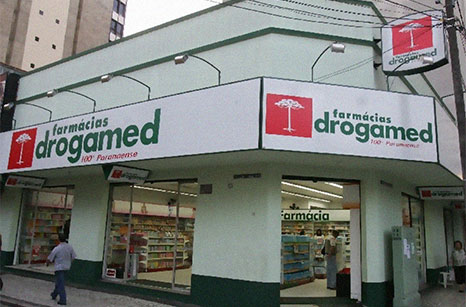 farmácias
drogamed
100% Paranaense
farmácias
drogamed
100% Paranaense
drogamed
Farmácia